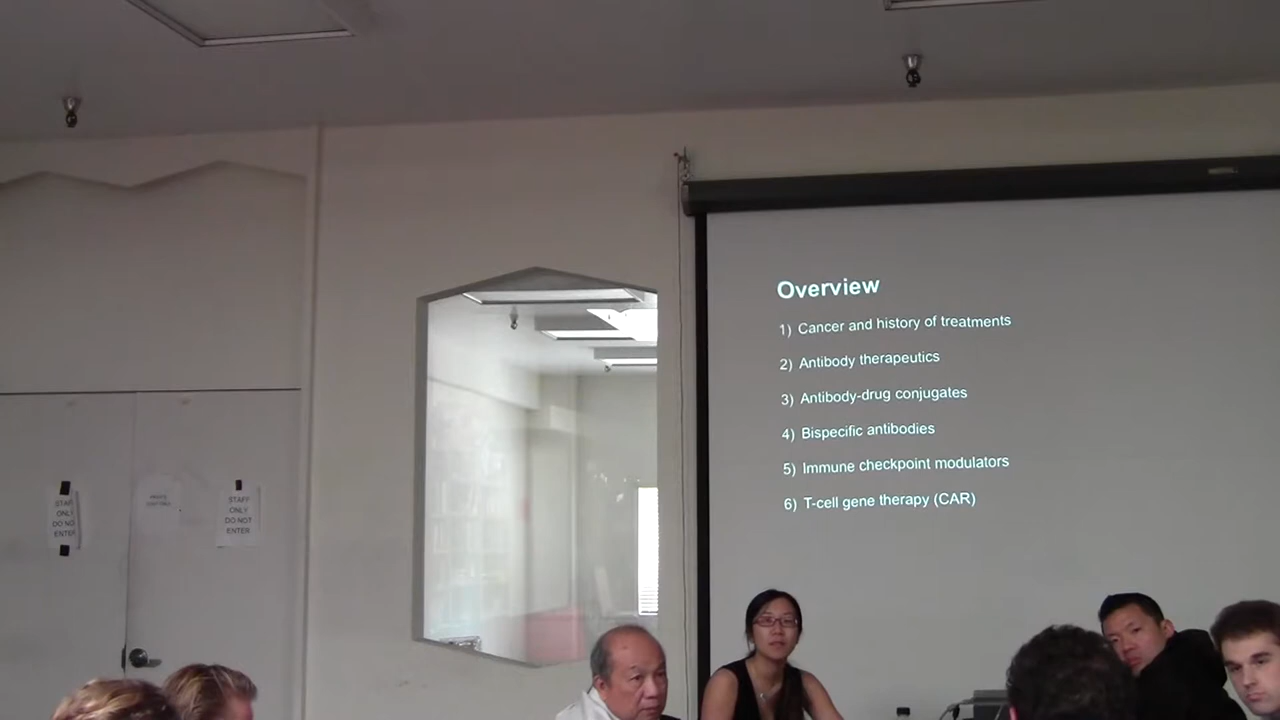 Overview
1) Cancer and history of treatments
2) Antibody therapeutics
3) Antibody-drug conjugates
4) Bispecific antibodies
5) Immune checkpoint modulators
6) T-cell gene therapy (CAR)
STAFF
ONLY
DO NO
ENTER
STAFF
ONLY
DO NOT
ENTER